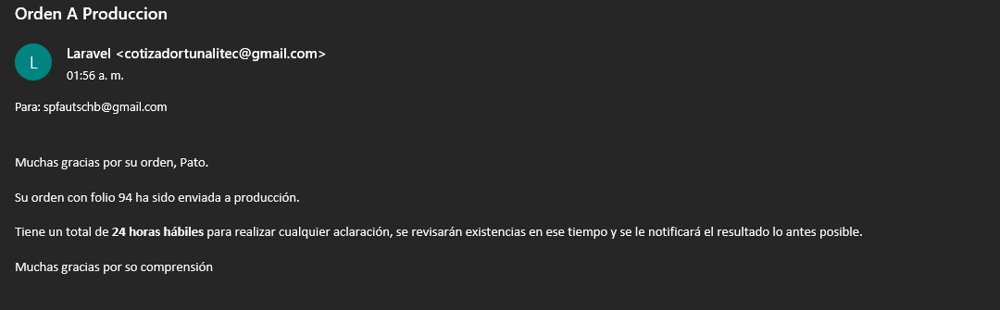 Orden A Produccion
L
Laravel <cotizadortunalitec@gmail.com>
01:56 a. m.
Para: spfautschb@gmail.com
Muchas gracias por su orden, Pato.
Su orden con folio 94 ha sido enviada a producción.
Tiene un total de 24 horas hábiles para realizar cualquier aclaración, se revisarán existencias en ese tiempo y se le notificará el resultado lo antes posible.
Muchas gracias por so comprensión